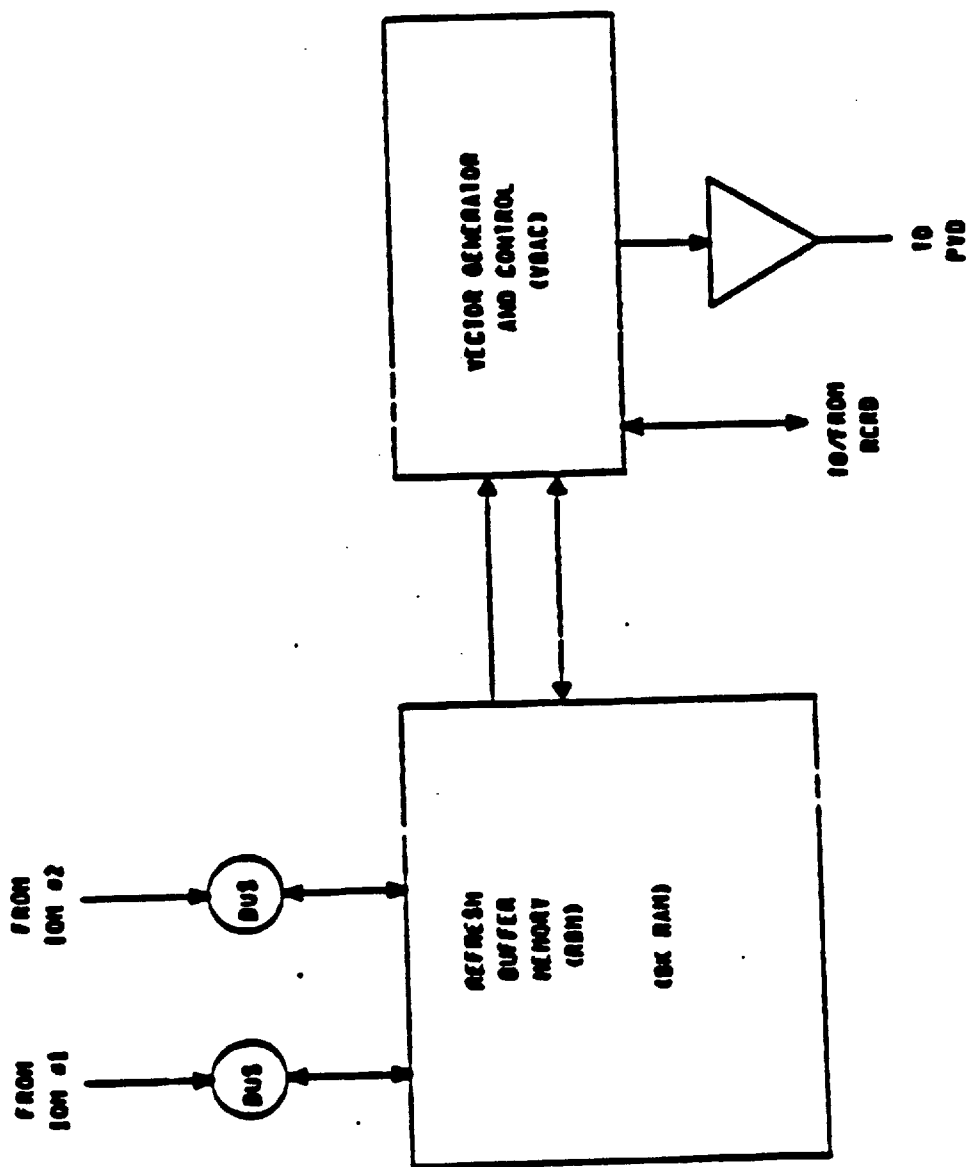 FROM
IOM #1
BUS
FROM
IOM #2
BUS
REFRESH
BUFFER
MEMORY
(RBM)
(8K RAM)
VECTOR GENERATOR
AND CONTROL
(VGAC)
TO/FROM
RCRD
TO
PVD